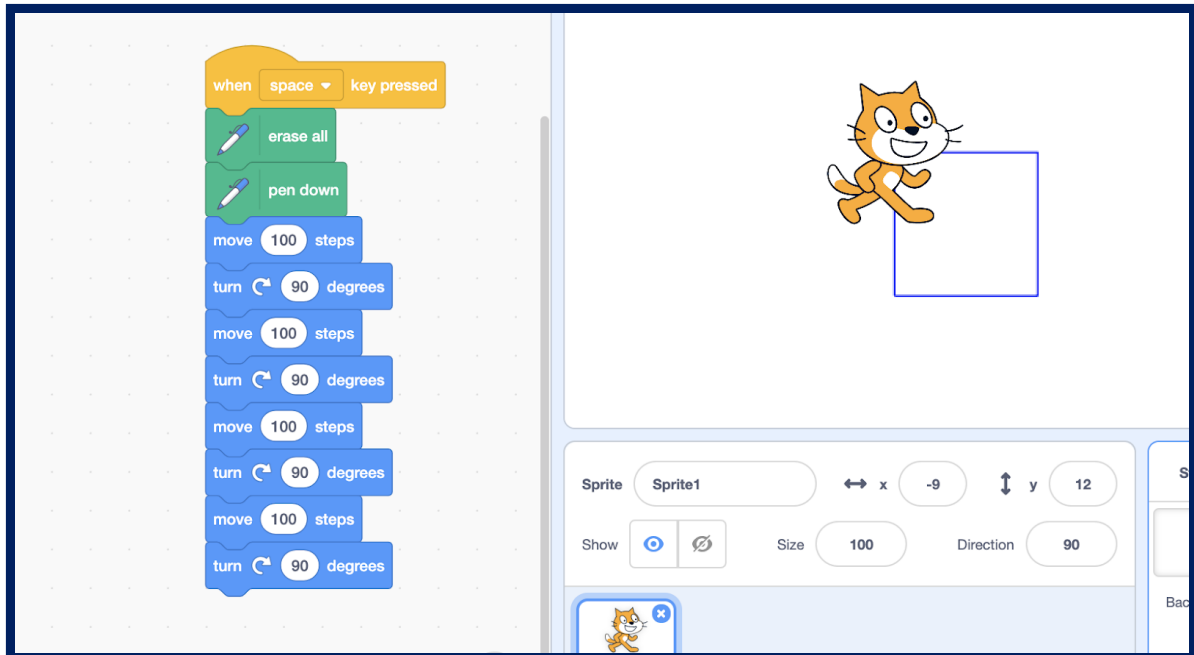 when space key pressed
erase all
pen down
move 100 steps
turn 90 degrees
move 100 steps
turn 90 degrees
move 100 steps
turn 90 degrees
move 100 steps
turn 90 degrees
Sprite Sprite1 x -9 y 12
Show Size 100 Direction 90
S
Bac